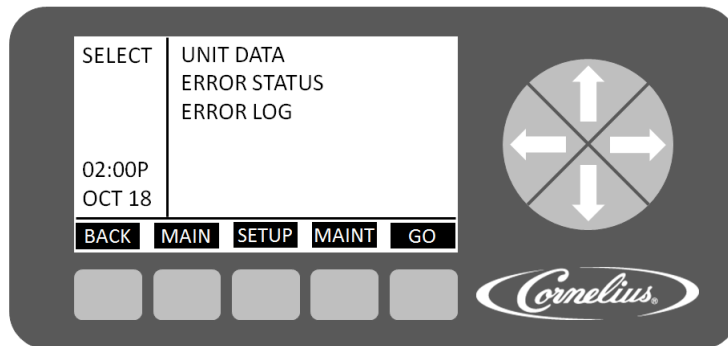 SELECT
UNIT DATA
ERROR STATUS
ERROR LOG
02:00P
OCT 18
BACK MAIN SETUP MAINT GO
Cornelius®